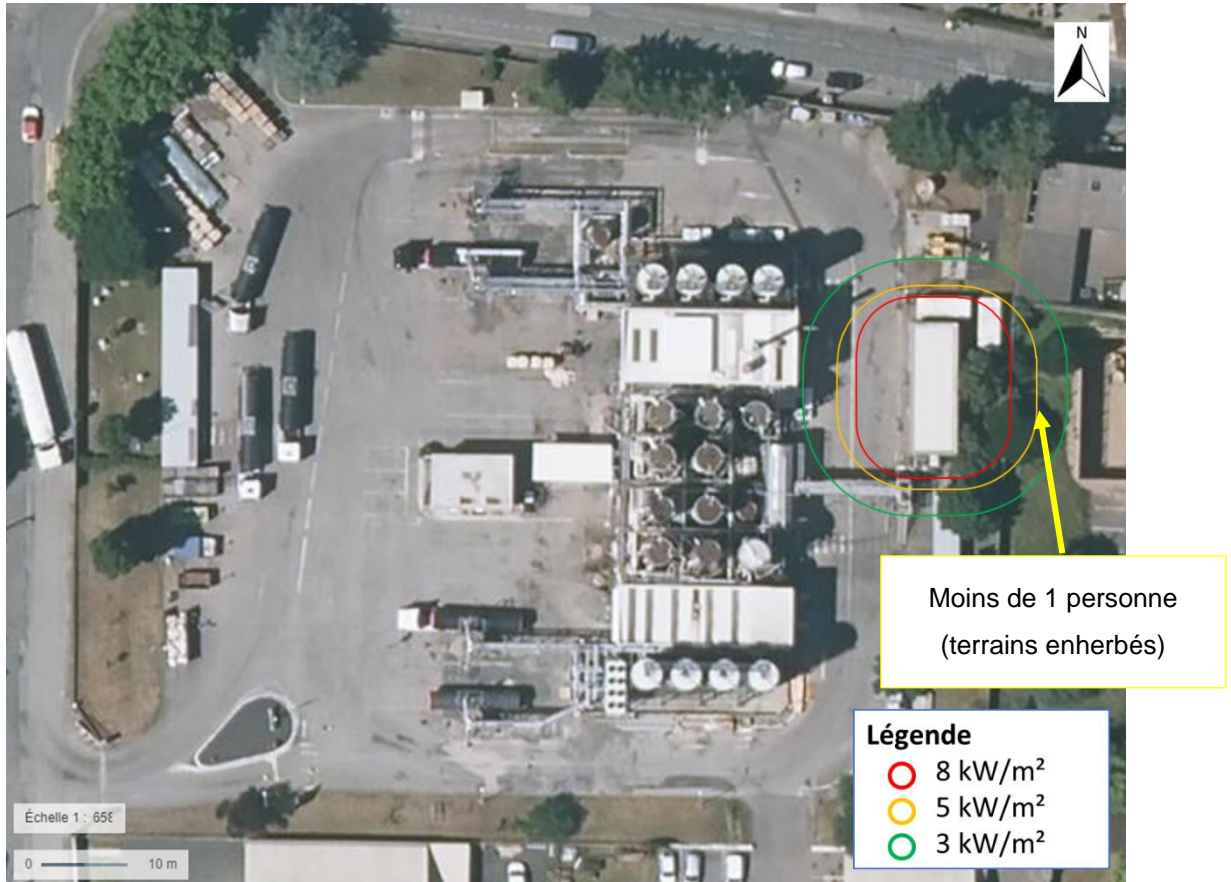 N
Moins de 1 personne
(terrains enherbés)
Légende
8 kW/m²
5 kW/m²
3 kW/m²
Échelle 1 : 658
0 10 m